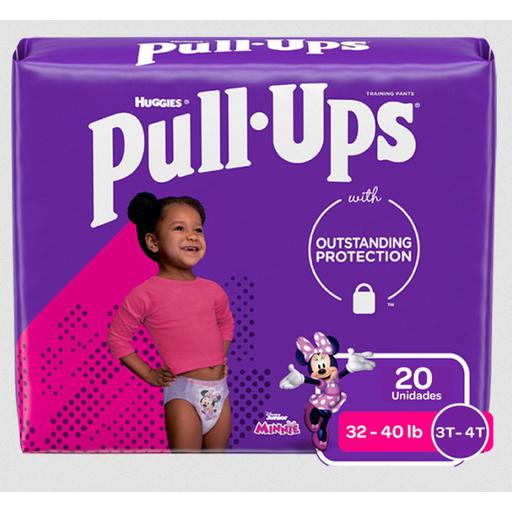 Pull-Ups
HUGGIES®
TRAINING PANTS
Pull-Ups®
with
OUTSTANDING
PROTECTION
TM
20
Unidades
Disney Junior
MINNIE
32 - 40 lb
3T - 4T